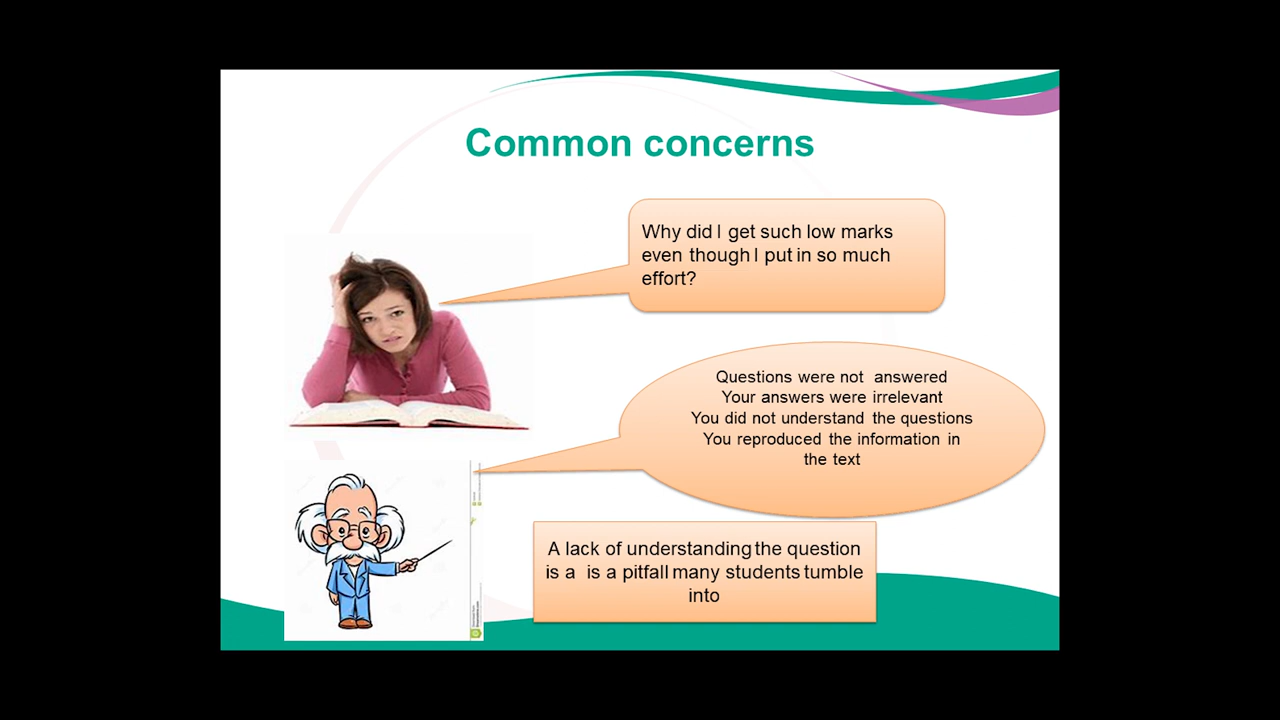 Common concerns
Why did I get such low marks
even though I put in so much
effort?
Questions were not answered
Your answers were irrelevant
You did not understand the questions
You reproduced the information in
the text
A lack of understanding the question
is a is a pitfall many students tumble
into